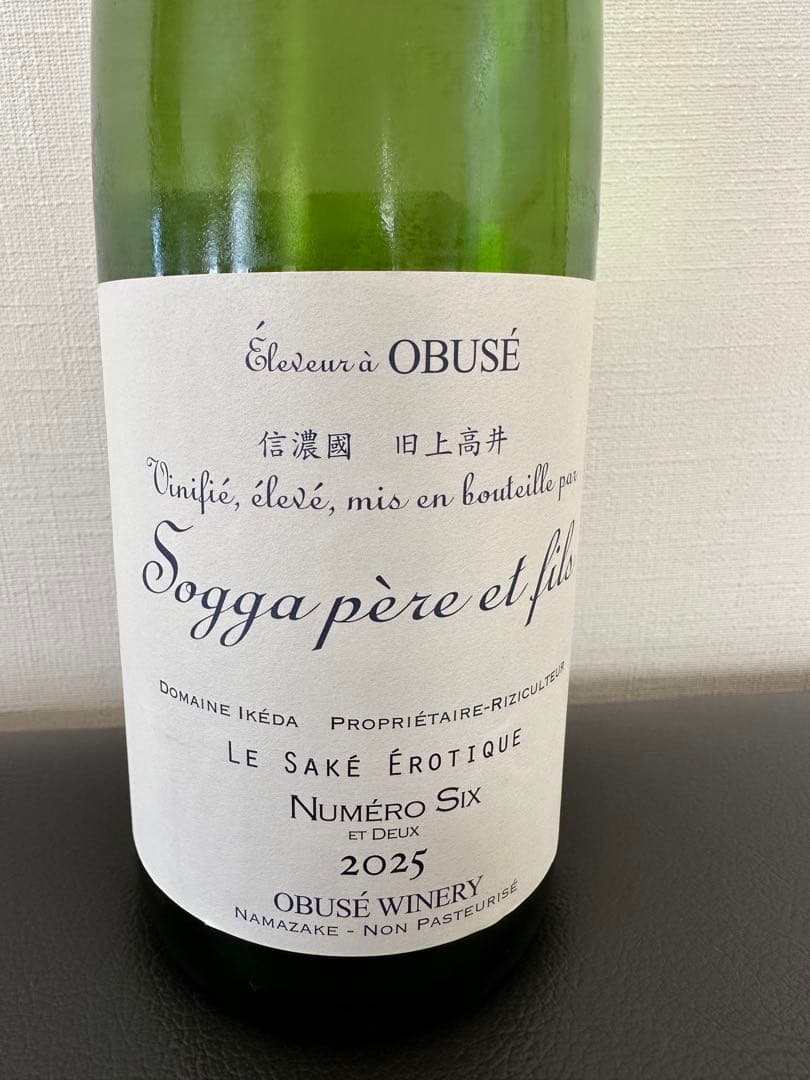 Éleveur à OBUSÉ
信濃國 旧上高井
Vinifié, élevé, mis en bouteille par
Sogga père et fils
Domaine Ikéda Propriétaire-Riziculteur
Le Saké Érotique
Numéro Six
et Deux
2025
OBUSÉ WINERY
Namazake - Non Pasteurisé